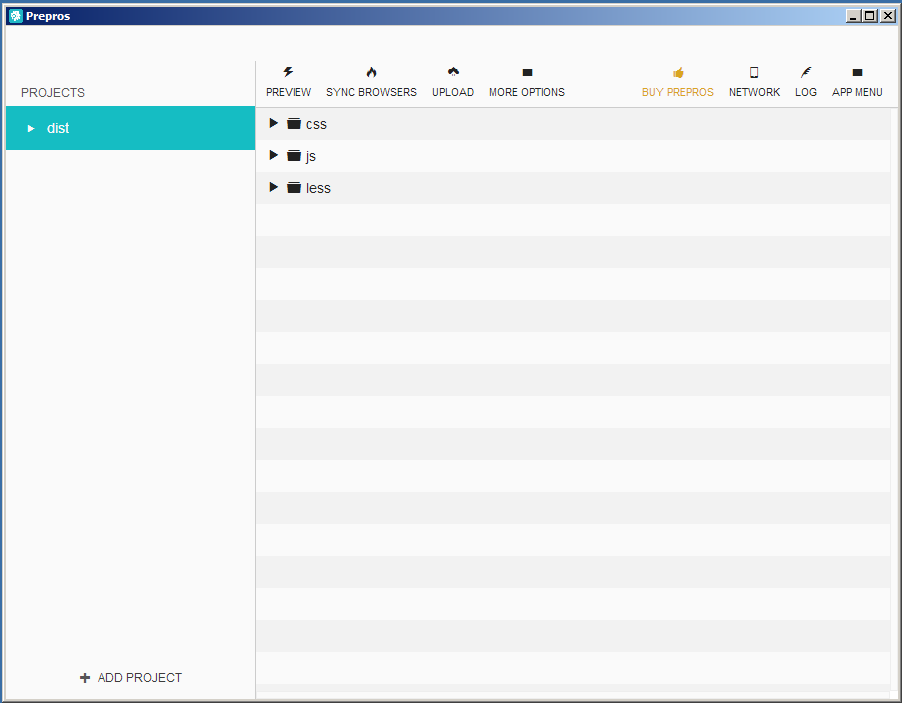 Prepros
PROJECTS
dist
ADD PROJECT
PREVIEW SYNC BROWSERS UPLOAD MORE OPTIONS BUY PREPROS NETWORK LOG APP MENU
css
js
less